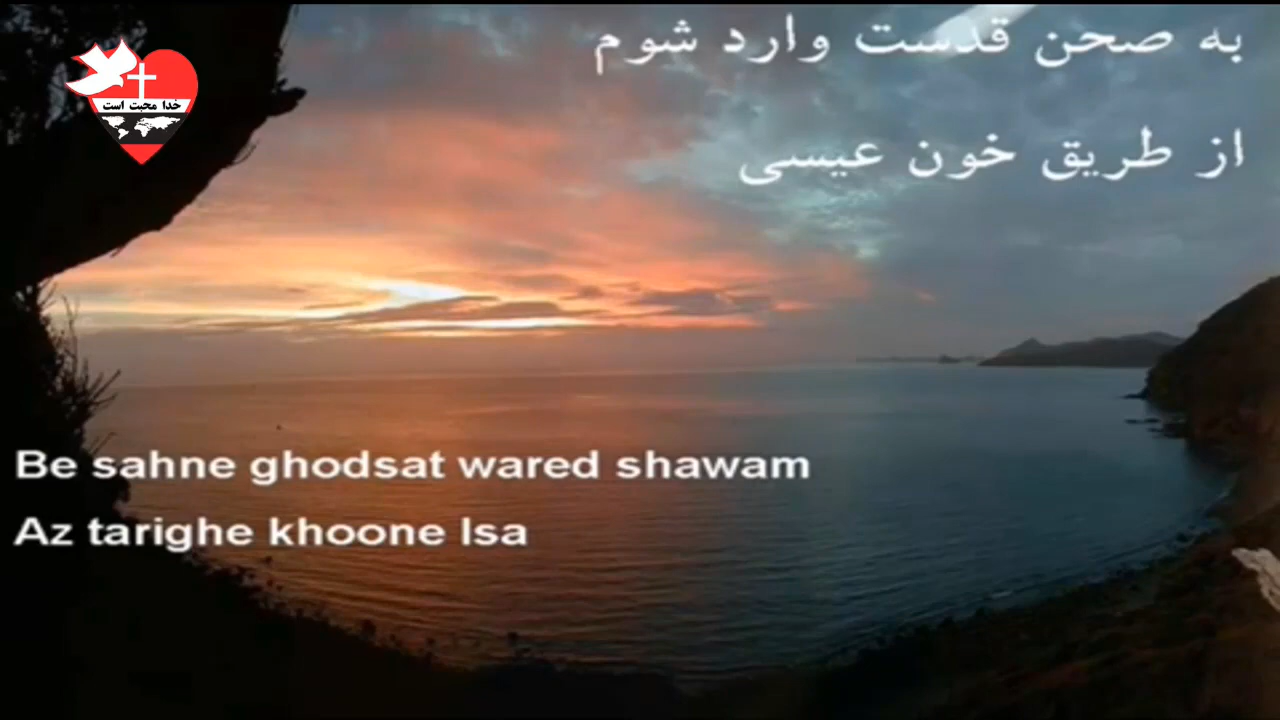 به صحن قدست وارد شوم
از طریق خون عیسی
خدا محبت است
Be sahne ghodsat wared shawam
Az tarighe khoone Isa